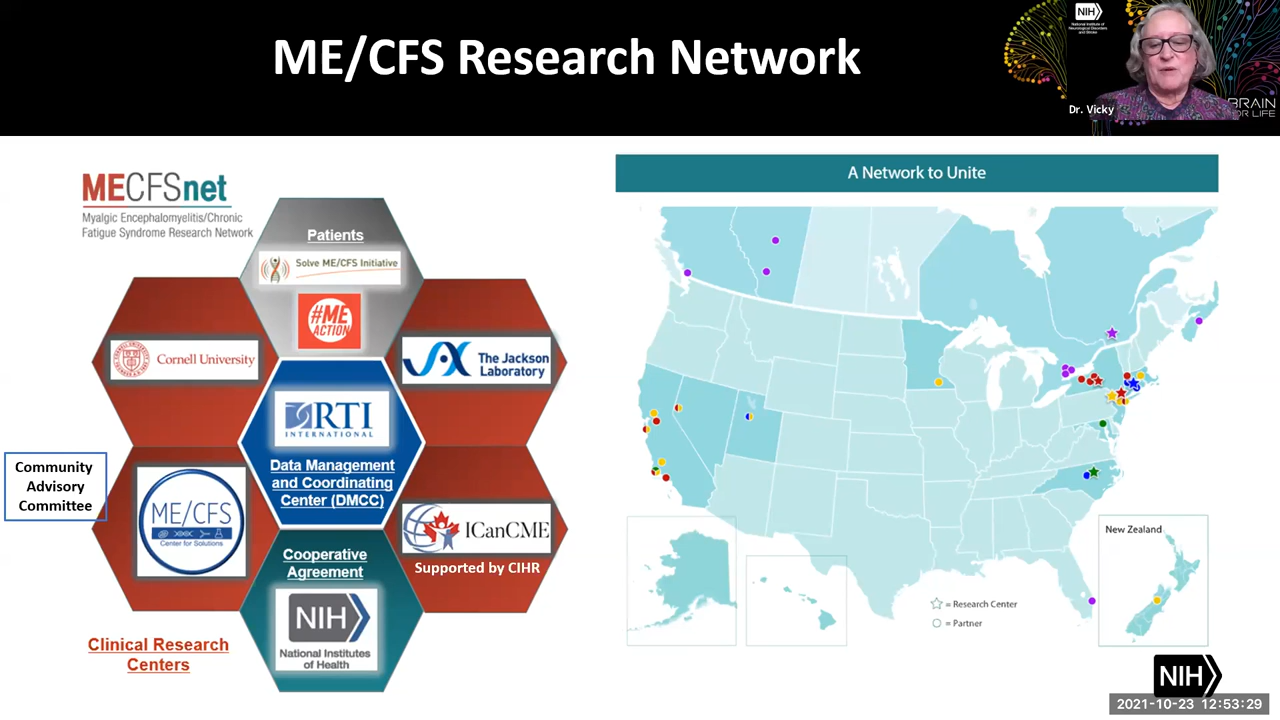 ME/CFS Research Network
NIH
National Institute of
Neurological Disorders
and Stroke
Dr. Vicky
BRAIN
FOR LIFE
MECFSnet
Myalgic Encephalomyelitis/Chronic
Fatigue Syndrome Research Network
Patients
Solve ME/CFS Initiative
#ME
ACTION
Cornell University
The Jackson
Laboratory
RTI
INTERNATIONAL
Data Management
and Coordinating
Center (DMCC)
Community
Advisory
Committee
ME/CFS
Center for Solutions
ICanCME
Supported by CIHR
Cooperative
Agreement
NIH
National Institutes
of Health
Clinical Research
Centers
A Network to Unite
New Zealand
= Research Center
= Partner
NIH
2021-10-23 12:53:29